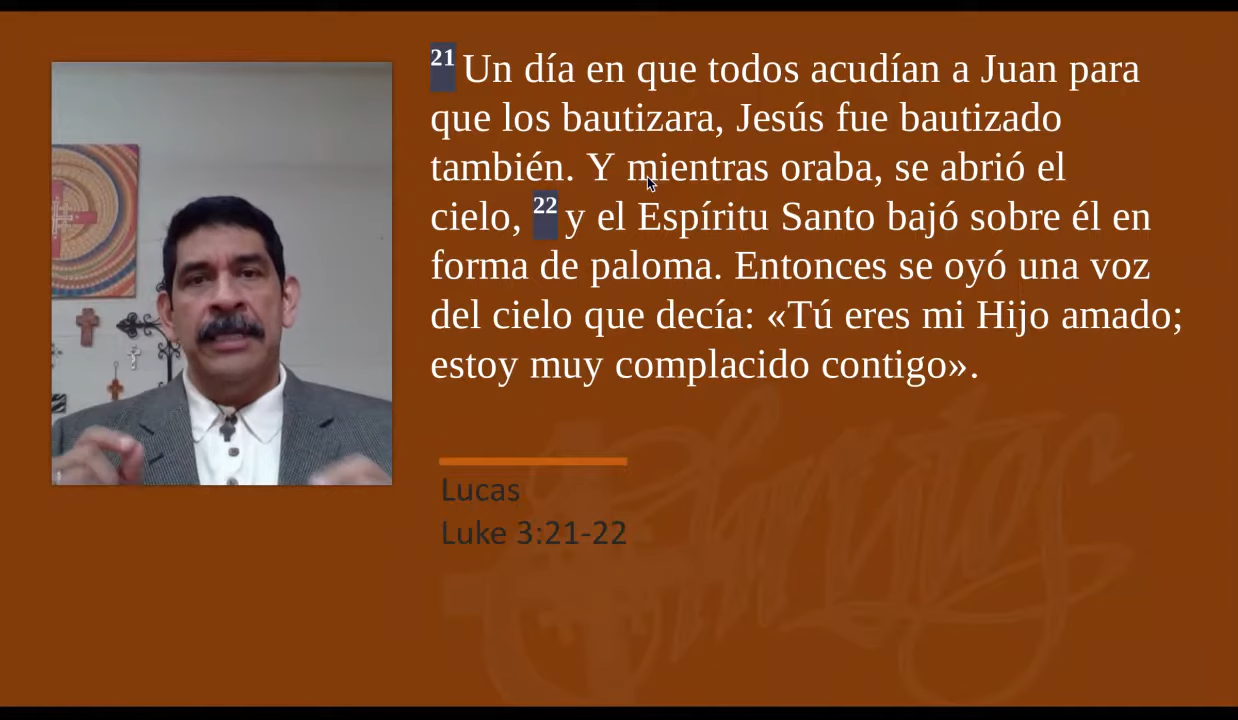 21 Un día en que todos acudían a Juan para
que los bautizara, Jesús fue bautizado
también. Y mientras oraba, se abrió el
cielo, 22 y el Espíritu Santo bajó sobre él en
forma de paloma. Entonces se oyó una voz
del cielo que decía: «Tú eres mi Hijo amado;
estoy muy complacido contigo».
Lucas
Luke 3:21-22